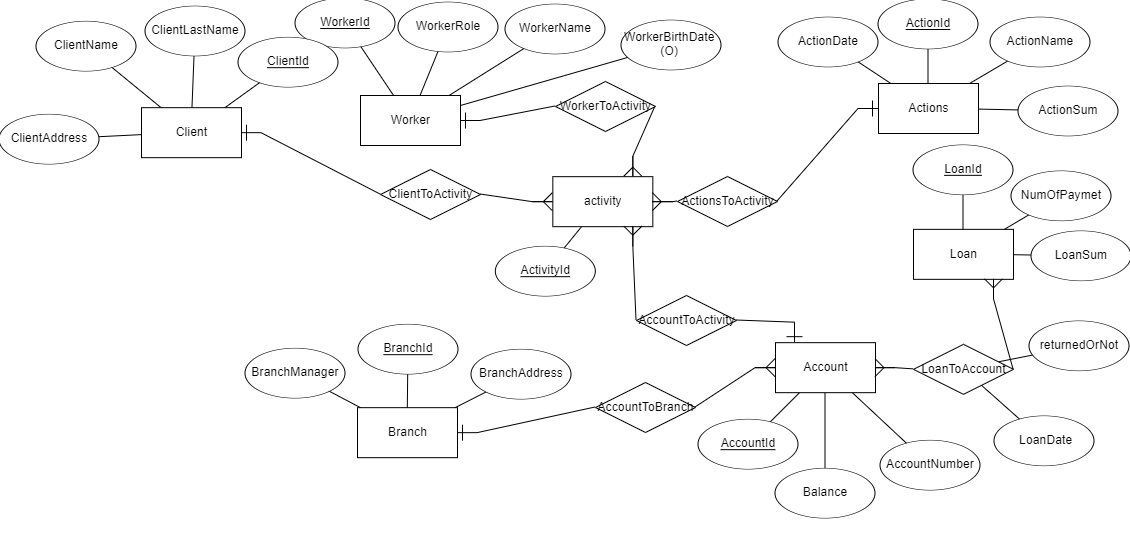 ClientName
ClientLastName
WorkerId
WorkerRole
WorkerName
WorkerBirthDate
(O)
ActionDate
ActionId
ActionName
ClientId
ClientAddress
Client
Worker
WorkerToActivity
Actions
ActionSum
ClientToActivity
activity
ActionsToActivity
LoanId
NumOfPaymet
Loan
LoanSum
ActivityId
AccountToActivity
BranchManager
BranchId
BranchAddress
Account
LoanToAccount
returnedOrNot
Branch
AccountToBranch
AccountId
Balance
AccountNumber
LoanDate